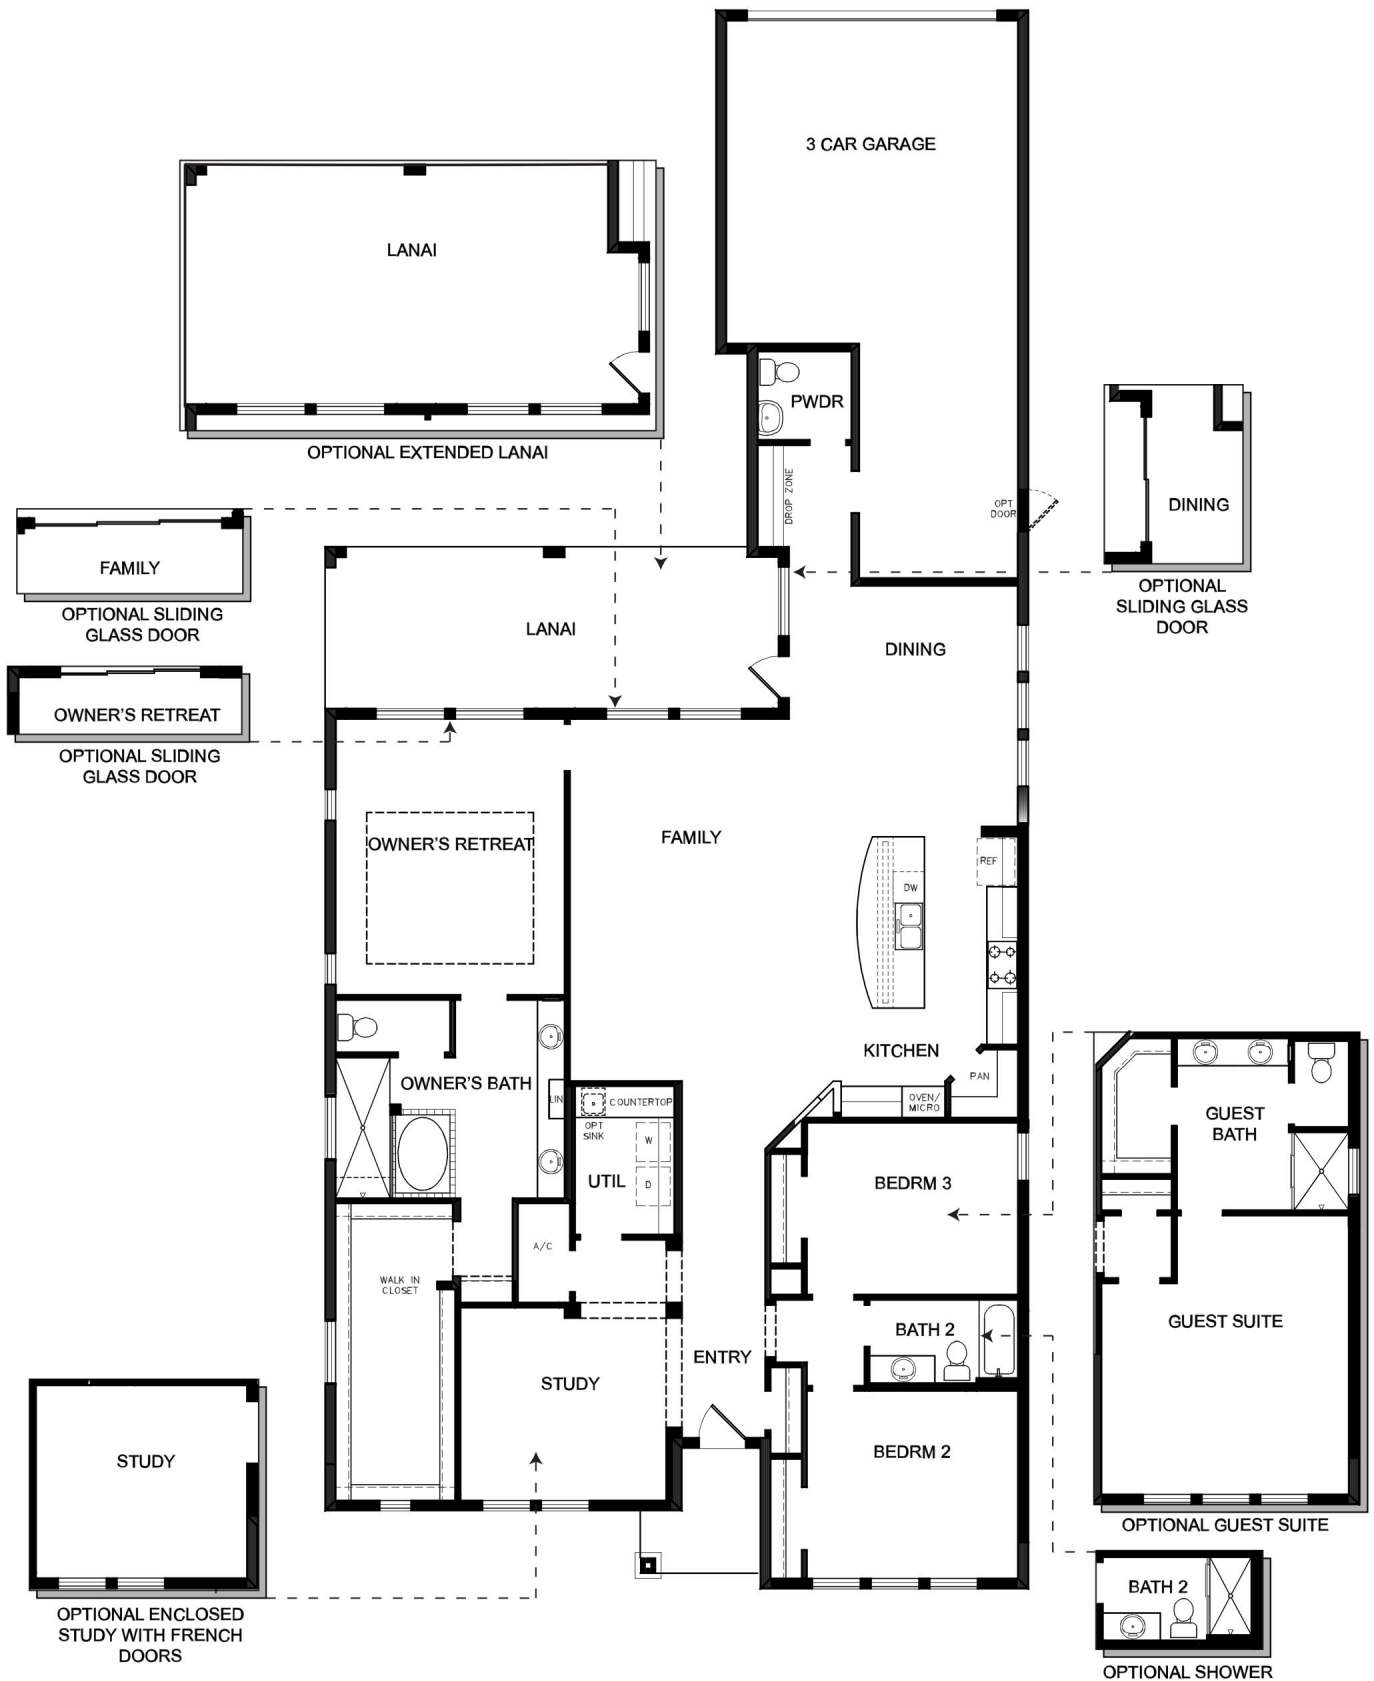 3 CAR GARAGE
LANAI
OPTIONAL EXTENDED LANAI
PWDR
DROP ZONE
OPT
DOOR
DINING
OPTIONAL
SLIDING GLASS
DOOR
FAMILY
OPTIONAL SLIDING
GLASS DOOR
LANAI
DINING
OWNER'S RETREAT
OPTIONAL SLIDING
GLASS DOOR
OWNER'S RETREAT
FAMILY
REF
DW
KITCHEN
PAN
OVEN/
MICRO
OWNER'S BATH
LIN
COUNTERTOP
OPT
SINK
W
D
UTIL
A/C
WALK IN
CLOSET
BEDRM 3
GUEST
BATH
GUEST SUITE
OPTIONAL GUEST SUITE
BATH 2
ENTRY
STUDY
BEDRM 2
STUDY
OPTIONAL ENCLOSED
STUDY WITH FRENCH
DOORS
BATH 2
OPTIONAL SHOWER